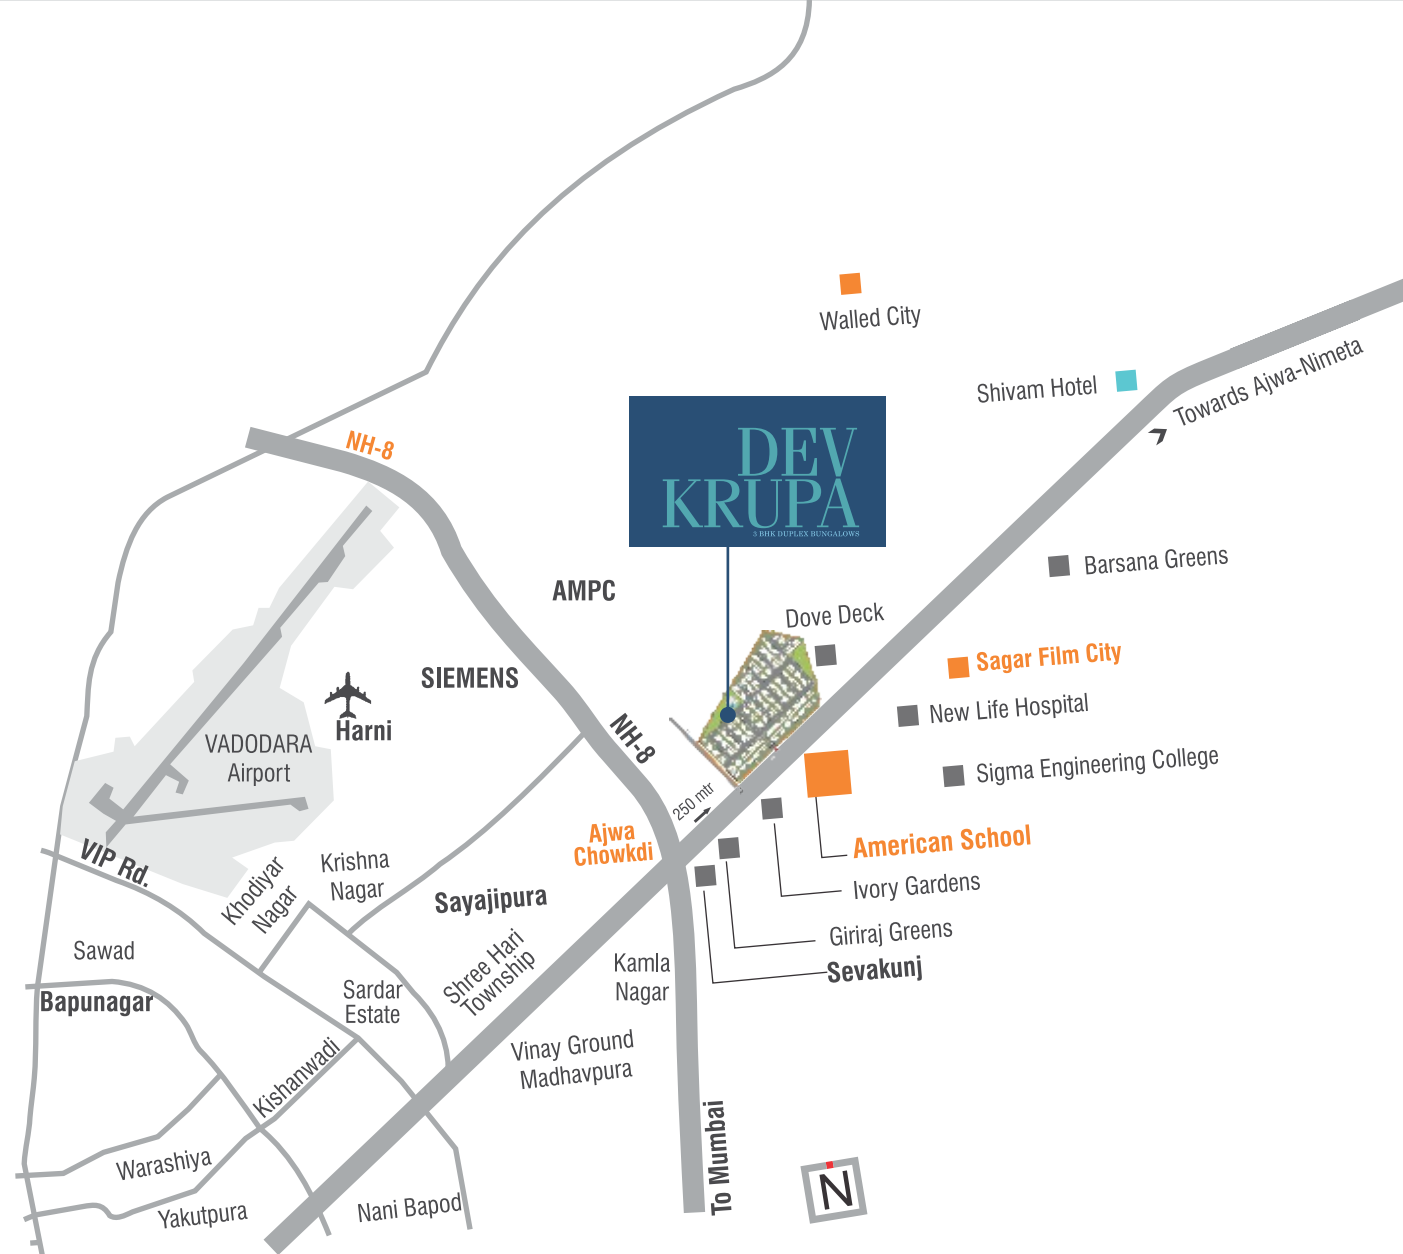 Walled City
Shivam Hotel
Towards Ajwa-Nimeta
NH-8
DEV
KRUPA
3 BHK DUPLEX BUNGALOWS
AMPC
Barsana Greens
Dove Deck
Sagar Film City
SIEMENS
New Life Hospital
Harni
NH-8
VADODARA
Airport
Sigma Engineering College
250 mtr
Ajwa
Chowkdi
American School
VIP Rd.
Krishna
Nagar
Khodiyar
Nagar
Ivory Gardens
Sayajipura
Giriraj Greens
Sawad
Shree Hari
Township
Kamla
Nagar
Sevakunj
Bapunagar
Sardar
Estate
Vinay Ground
Madhavpura
Kishanwadi
To Mumbai
Warashiya
Yakutpura
Nani Bapod
N